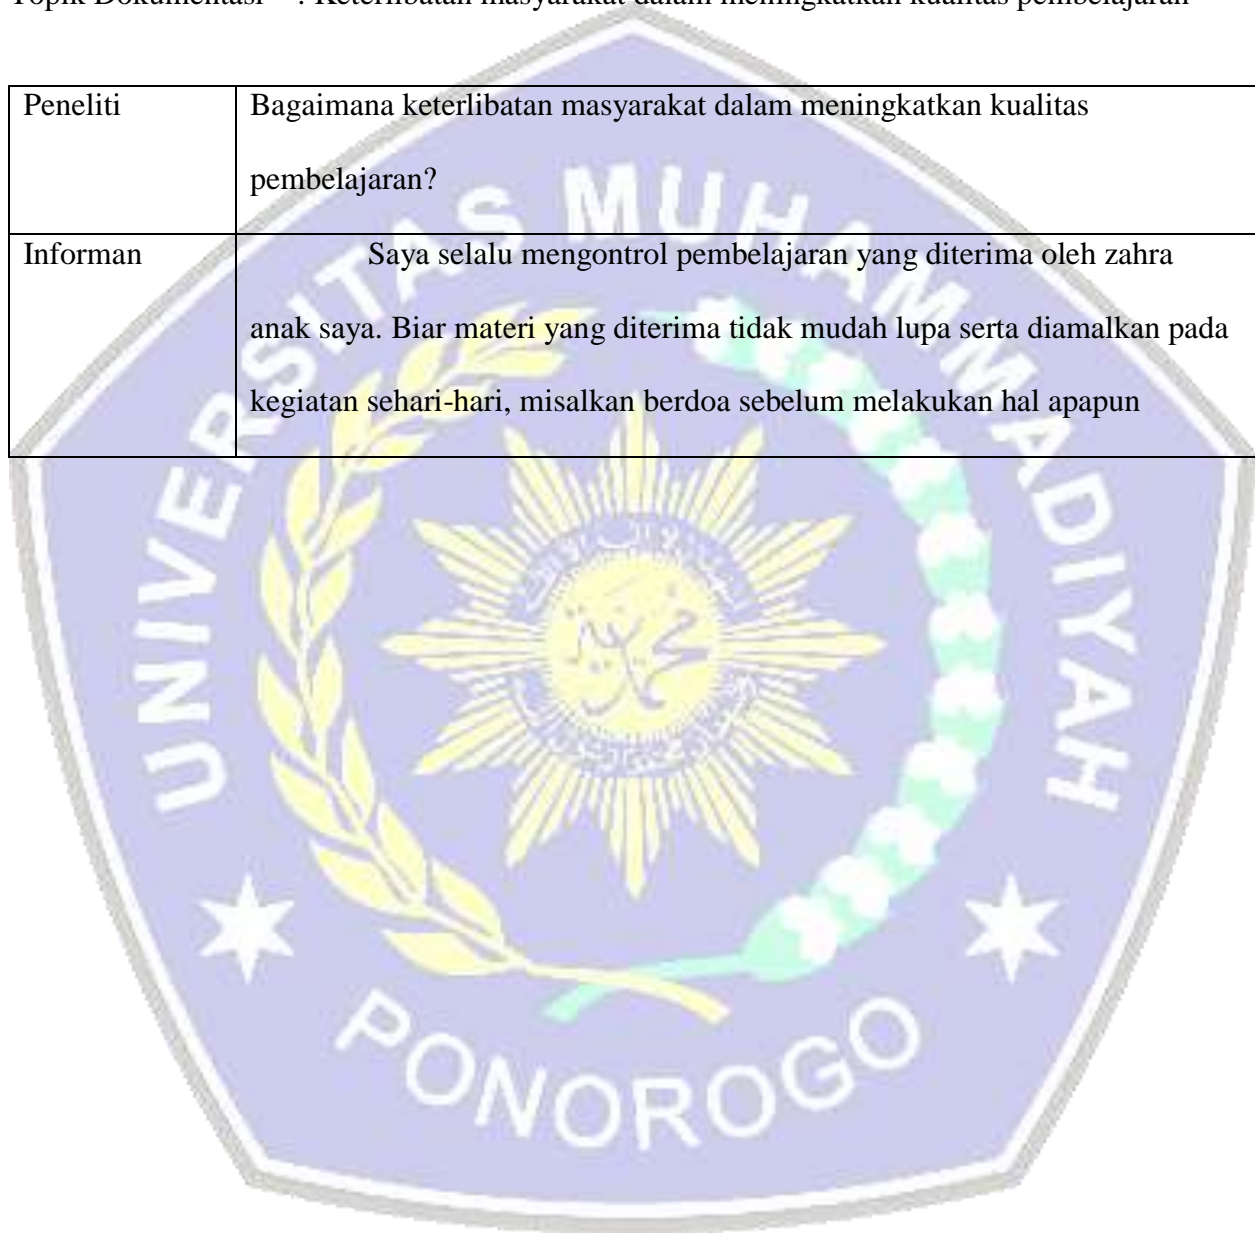 Topik Dokumentasi : Keterlibatan masyarakat dalam meningkatkan kualitas pembelajaran
Peneliti
Bagaimana keterlibatan masyarakat dalam meningkatkan kualitas
pembelajaran?
Informan
Saya selalu mengontrol pembelajaran yang diterima oleh zahra
anak saya. Biar materi yang diterima tidak mudah lupa serta diamalkan pada
kegiatan sehari-hari, misalkan berdoa sebelum melakukan hal apapun
UNIVERSITAS MUHAMMADIYAH
PONOROGO